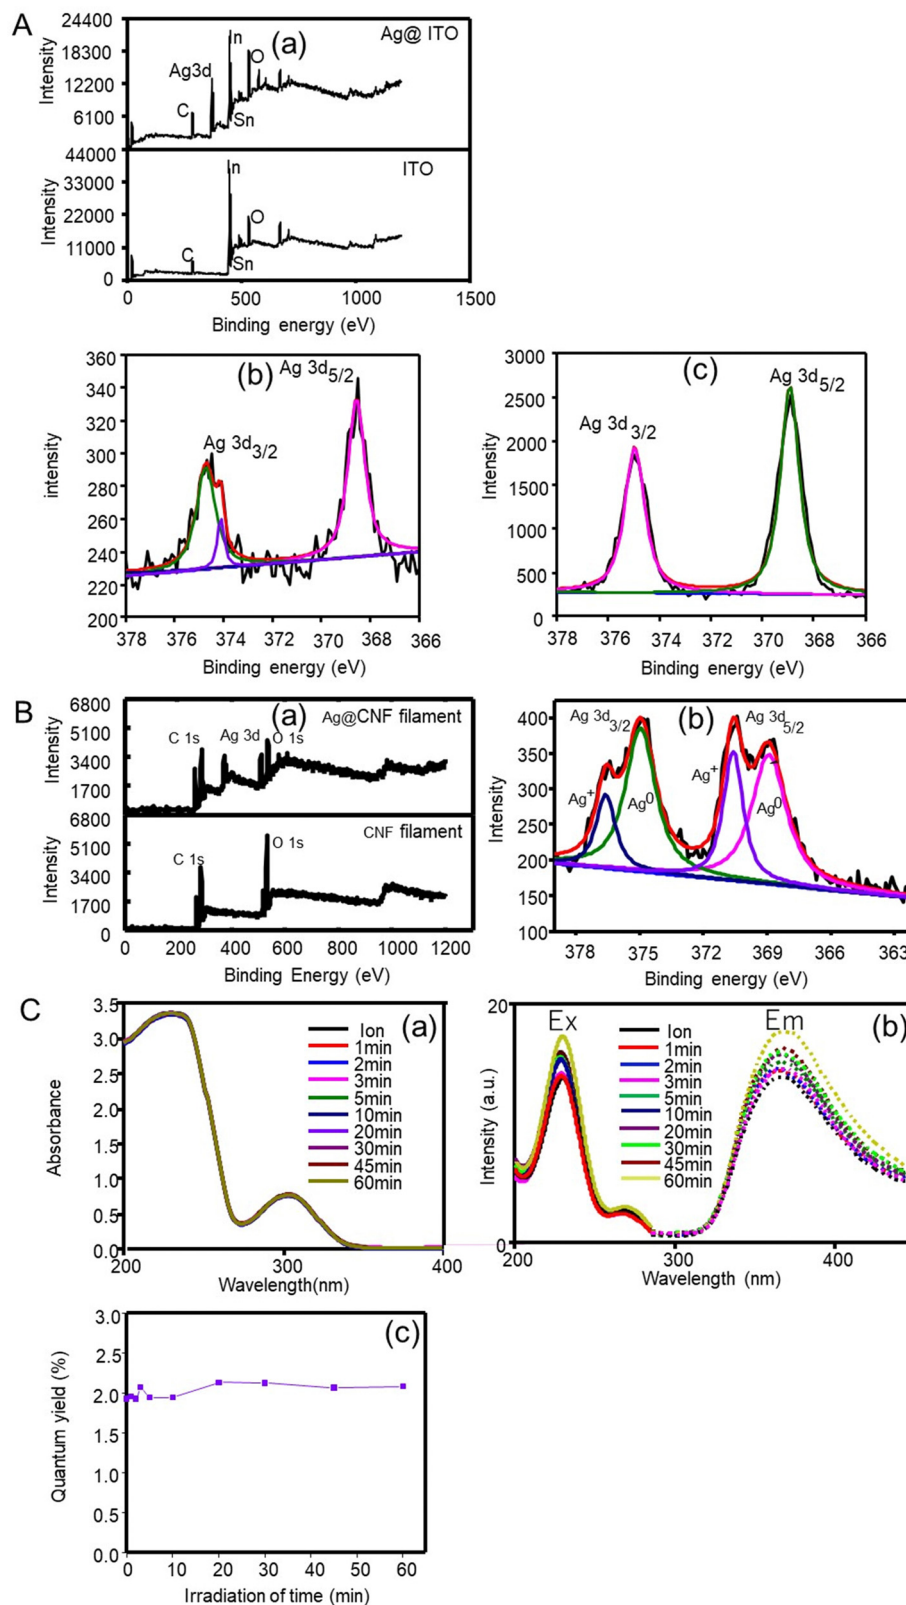 A
(a)
Ag@ ITO
Intensity
24400
18300
12200
6100
Ag3d
C
In
O
Sn
ITO
Intensity
44000
33000
22000
11000
0
C
In
O
Sn
0
500
1000
1500
Binding energy (eV)
(b)
intensity
360
340
320
300
280
260
240
220
200
Ag 3d3/2
Ag 3d5/2
378
376
374
372
370
368
366
Binding energy (eV)
(c)
Intensity
3000
2500
2000
1500
1000
500
0
Ag 3d 3/2
Ag 3d5/2
378
376
374
372
370
368
366
Binding energy (eV)
B
(a)
Ag@CNF filament
Intensity
6800
5100
3400
1700
C 1s
Ag 3d
O 1s
CNF filament
Intensity
6800
5100
3400
1700
0
C 1s
O 1s
0
200
400
600
800
1000
1200
Binding Energy (eV)
(b)
Intensity
400
350
300
250
200
150
100
Ag 3d3/2
Ag 3d5/2
Ag+
Ag0
Ag+
Ag0
378
375
372
369
366
363
Binding energy (eV)
C
(a)
Absorbance
3.5
3.0
2.5
2.0
1.5
1.0
0.5
0.0
Ion
1min
2min
3min
5min
10min
20min
30min
45min
60min
200
300
400
Wavelength(nm)
(b)
Intensity (a.u.)
20
0
Ex
Em
Ion
1min
2min
3min
5min
10min
20min
30min
45min
60min
200
300
400
Wavelength (nm)
(c)
Quantum yield (%)
3.0
2.5
2.0
1.5
1.0
0.5
0.0
0
10
20
30
40
50
60
Irradiation of time (min)